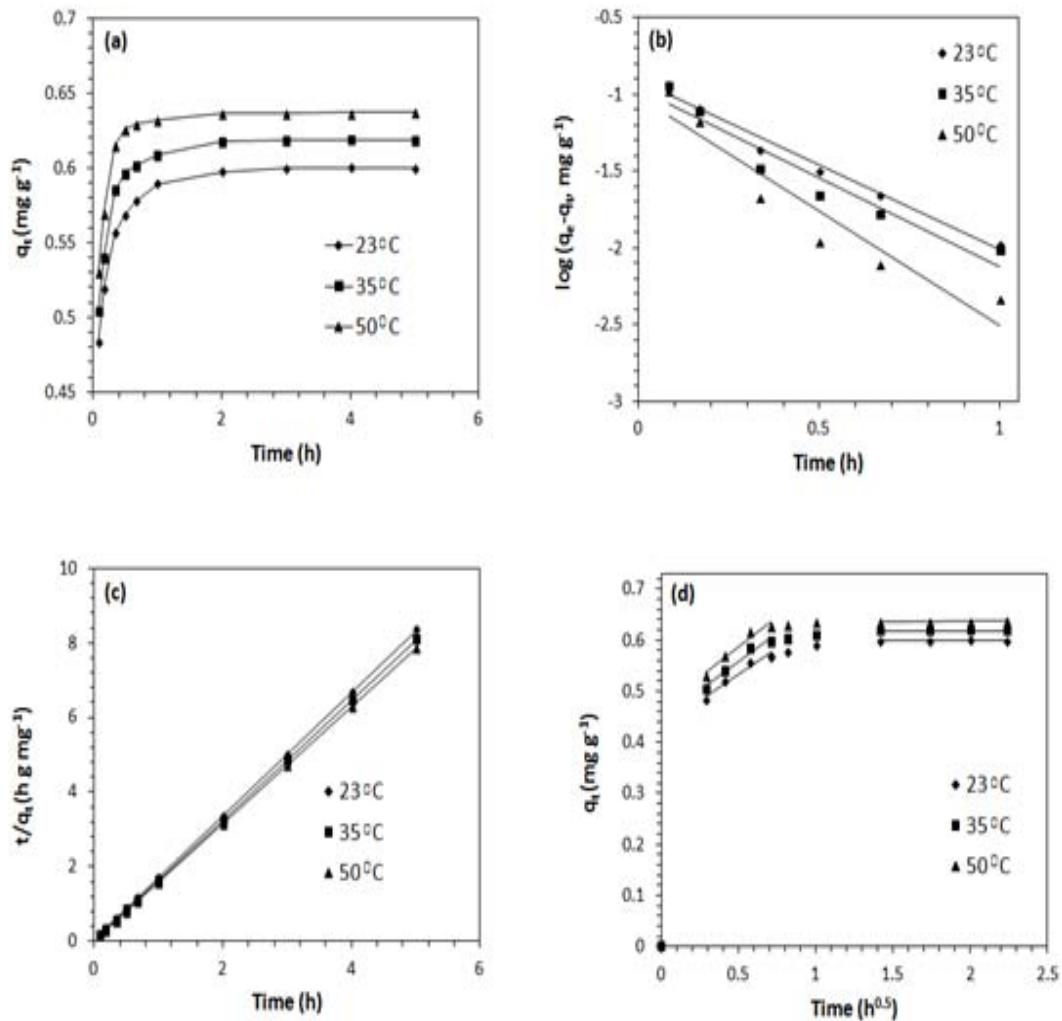 (a)
0.7
0.65
0.6
0.55
0.5
0.45
qₜ (mg g⁻¹)
23⁰C
35⁰C
50⁰C
0 2 4 6
Time (h)
(b)
-0.5
-1
-1.5
-2
-2.5
-3
log (qₑ-qₜ, mg g⁻¹)
23⁰C
35⁰C
50⁰C
0 0.5 1
Time (h)
(c)
10
8
6
4
2
0
t/qₜ (h g mg⁻¹)
23⁰C
35⁰C
50⁰C
0 2 4 6
Time (h)
(d)
0.7
0.6
0.5
0.4
0.3
0.2
0.1
0
qₜ (mg g⁻¹)
23⁰C
35⁰C
50⁰C
0 0.5 1 1.5 2 2.5
Time (h⁰·⁵)